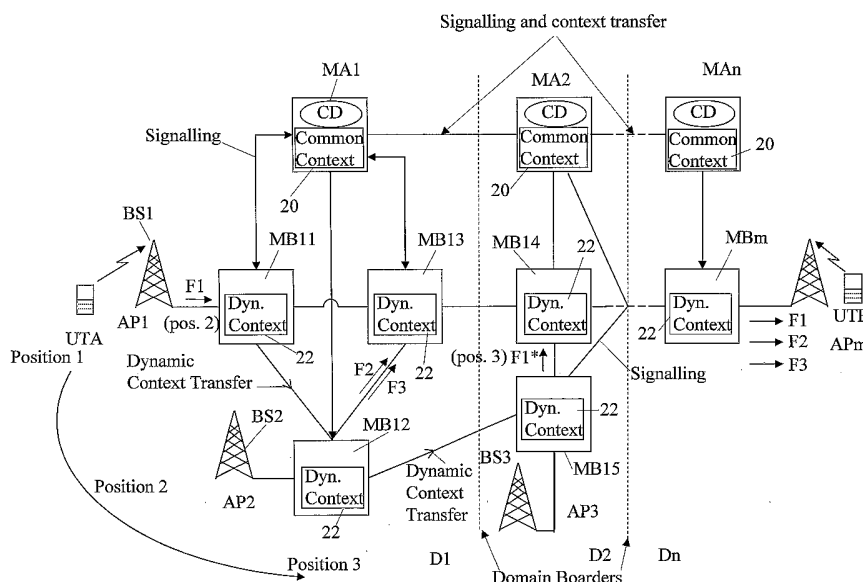 Signalling and context transfer
MA1
MA2
MAn
CD
CD
CD
Signalling
Common
Context
Common
Context
Common
Context
20
20
20
BS1
MB11
MB13
22
MB14
22
MBm
F1
Dyn.
Context
Dyn.
Context
Dyn.
Context
Dyn.
Context
UTA
AP1
(pos. 2)
22
22
22
F1
F2
F3
APm
Position 1
Dynamic
Context Transfer
F2
F3
(pos. 3)
F1*
Signalling
BS2
MB12
Dyn.
Context
22
MB15
Dyn.
Context
22
Position 2
AP2
Dynamic
Context
Transfer
BS3
AP3
Position 3
D1
D2
Dn
Domain Boarders